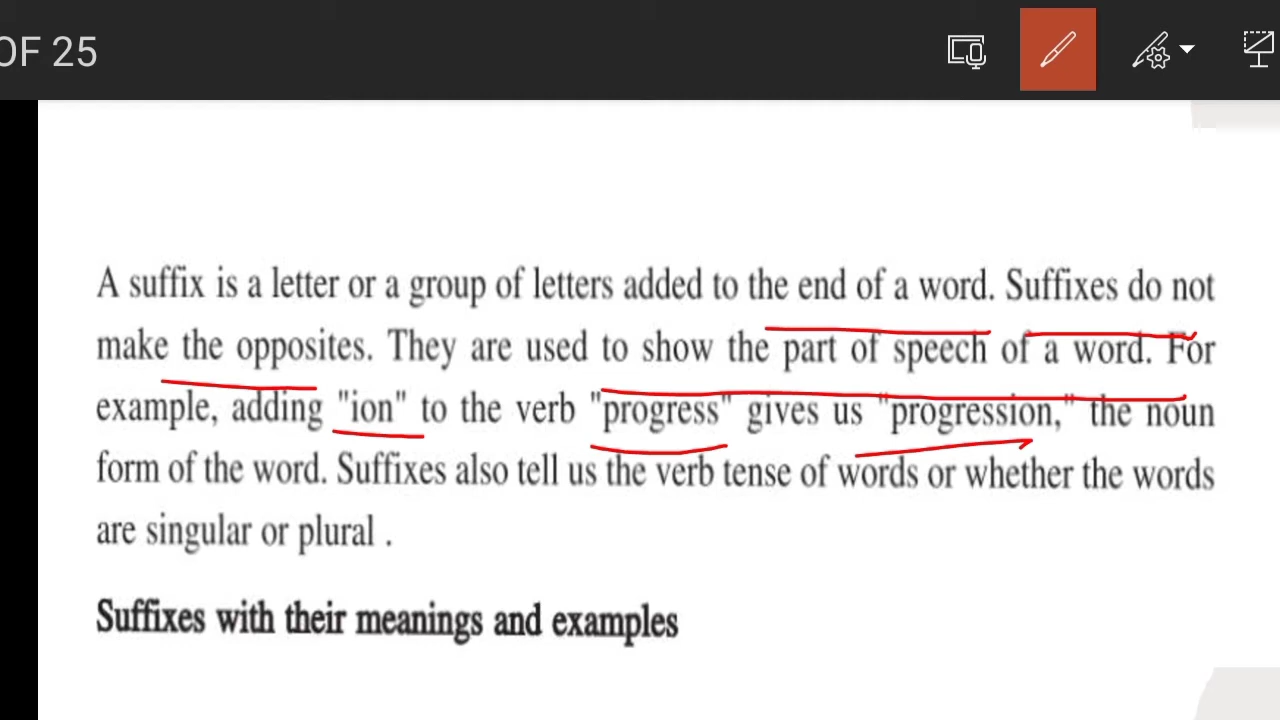 OF 25
A suffix is a letter or a group of letters added to the end of a word. Suffixes do not
make the opposites. They are used to show the part of speech of a word. For
example, adding "ion" to the verb "progress" gives us "progression," the noun
form of the word. Suffixes also tell us the verb tense of words or whether the words
are singular or plural .
Suffixes with their meanings and examples